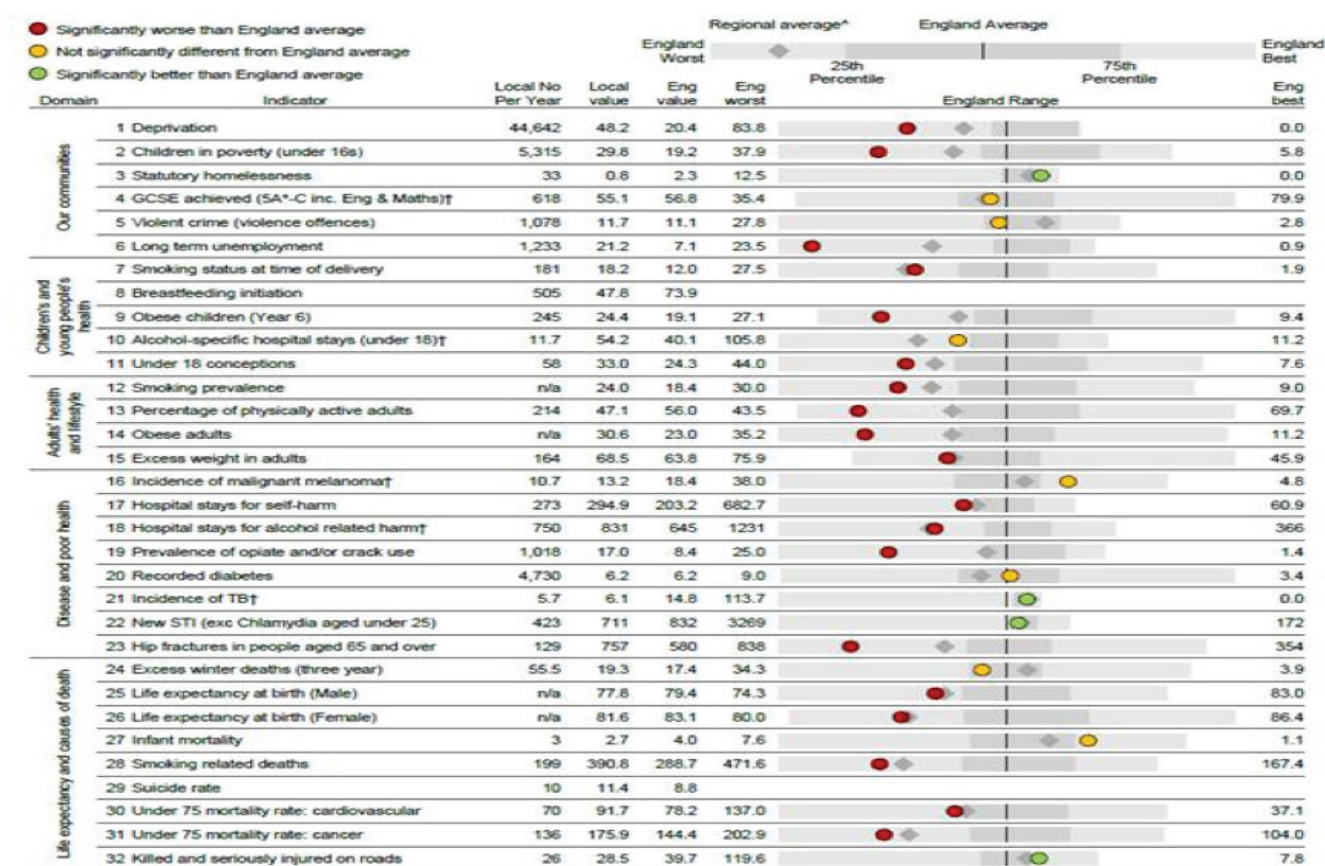 Significantly worse than England average
Not significantly different from England average
Significantly better than England average
Regional average^ England Average
England Worst England Best
25th Percentile 75th Percentile
Domain Indicator Local No Per Year Local value Eng value Eng worst England Range Eng best
Our communities
1 Deprivation 44,642 48.2 20.4 83.8 0.0
2 Children in poverty (under 16s) 5,315 29.8 19.2 37.9 5.8
3 Statutory homelessness 33 0.8 2.3 12.5 0.0
4 GCSE achieved (5A*-C inc. Eng & Maths)† 618 55.1 56.8 35.4 79.9
5 Violent crime (violence offences) 1,078 11.7 11.1 27.8 2.8
6 Long term unemployment 1,233 21.2 7.1 23.5 0.9
Children's and young people's health
7 Smoking status at time of delivery 181 18.2 12.0 27.5 1.9
8 Breastfeeding initiation 505 47.8 73.9
9 Obese children (Year 6) 245 24.4 19.1 27.1 9.4
10 Alcohol-specific hospital stays (under 18)† 11.7 54.2 40.1 105.8 11.2
11 Under 18 conceptions 58 33.0 24.3 44.0 7.6
Adults' health and lifestyle
12 Smoking prevalence n/a 24.0 18.4 30.0 9.0
13 Percentage of physically active adults 214 47.1 56.0 43.5 69.7
14 Obese adults n/a 30.6 23.0 35.2 11.2
15 Excess weight in adults 164 68.5 63.8 75.9 45.9
Disease and poor health
16 Incidence of malignant melanoma† 10.7 13.2 18.4 38.0 4.8
17 Hospital stays for self-harm 273 294.9 203.2 682.7 60.9
18 Hospital stays for alcohol related harm† 750 831 645 1231 366
19 Prevalence of opiate and/or crack use 1,018 17.0 8.4 25.0 1.4
20 Recorded diabetes 4,730 6.2 6.2 9.0 3.4
21 Incidence of TB† 5.7 6.1 14.8 113.7 0.0
22 New STI (exc Chlamydia aged under 25) 423 711 832 3269 172
23 Hip fractures in people aged 65 and over 129 757 580 838 354
Life expectancy and causes of death
24 Excess winter deaths (three year) 55.5 19.3 17.4 34.3 3.9
25 Life expectancy at birth (Male) n/a 77.8 79.4 74.3 83.0
26 Life expectancy at birth (Female) n/a 81.6 83.1 80.0 86.4
27 Infant mortality 3 2.7 4.0 7.6 1.1
28 Smoking related deaths 199 390.8 288.7 471.6 167.4
29 Suicide rate 10 11.4 8.8
30 Under 75 mortality rate: cardiovascular 70 91.7 78.2 137.0 37.1
31 Under 75 mortality rate: cancer 136 175.9 144.4 202.9 104.0
32 Killed and seriously injured on roads 26 28.5 39.7 119.6 7.8